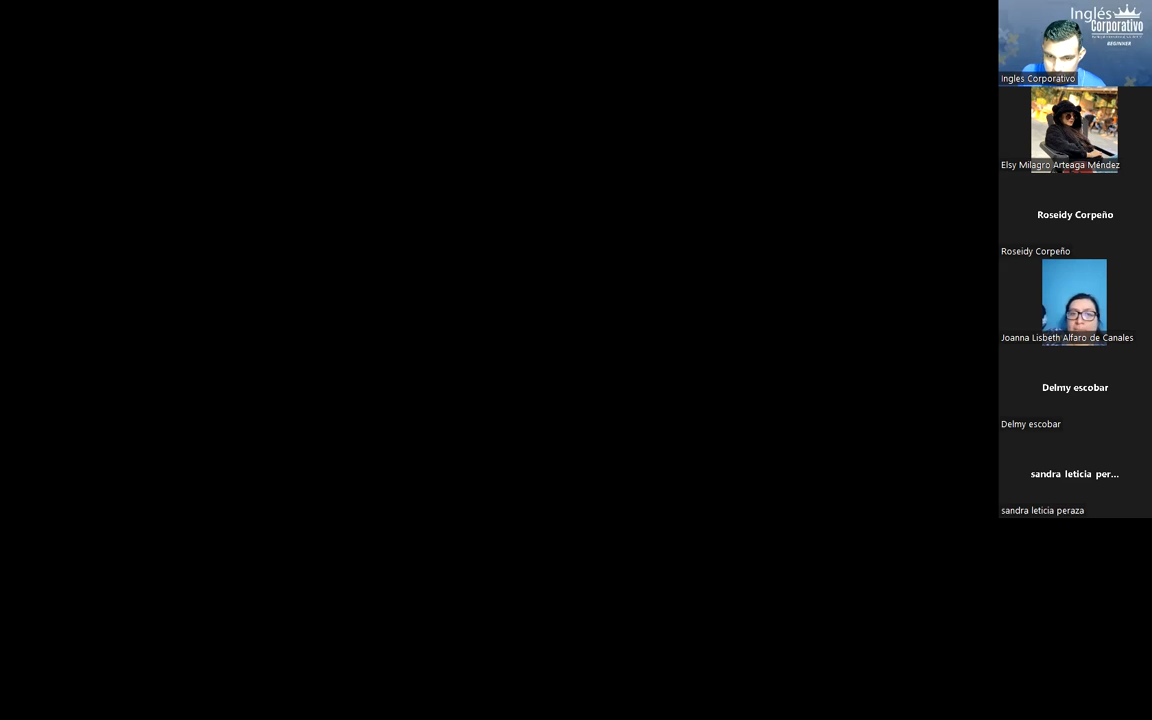 Inglés
Corporativo
BEGINNER
Ingles Corporativo
Elsy Milagro Arteaga Méndez
Roseidy Corpeño
Roseidy Corpeño
Joanna Lisbeth Alfaro de Canales
Delmy escobar
Delmy escobar
sandra leticia per...
sandra leticia peraza